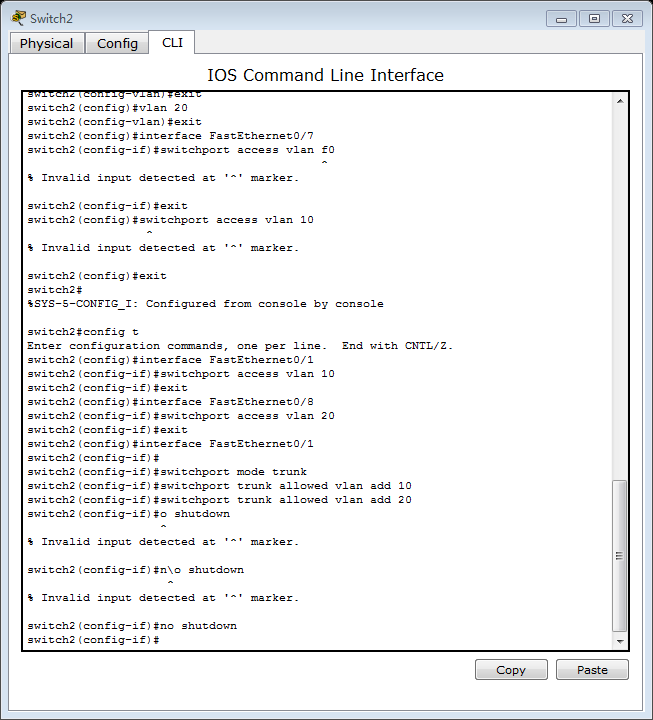 Switch2
Physical
Config
CLI
IOS Command Line Interface
switch2(config-vlan)#exit
switch2(config)#vlan 20
switch2(config-vlan)#exit
switch2(config)#interface FastEthernet0/7
switch2(config-if)#switchport access vlan f0
^
% Invalid input detected at '^' marker.
switch2(config-if)#exit
switch2(config)#switchport access vlan 10
^
% Invalid input detected at '^' marker.
switch2(config)#exit
switch2#
%SYS-5-CONFIG_I: Configured from console by console
switch2#config t
Enter configuration commands, one per line.  End with CNTL/Z.
switch2(config)#interface FastEthernet0/1
switch2(config-if)#switchport access vlan 10
switch2(config-if)#exit
switch2(config)#interface FastEthernet0/8
switch2(config-if)#switchport access vlan 20
switch2(config-if)#exit
switch2(config)#interface FastEthernet0/1
switch2(config-if)#
switch2(config-if)#switchport mode trunk
switch2(config-if)#switchport trunk allowed vlan add 10
switch2(config-if)#switchport trunk allowed vlan add 20
switch2(config-if)#o shutdown
^
% Invalid input detected at '^' marker.
switch2(config-if)#n\o shutdown
^
% Invalid input detected at '^' marker.
switch2(config-if)#no shutdown
switch2(config-if)#
Copy
Paste